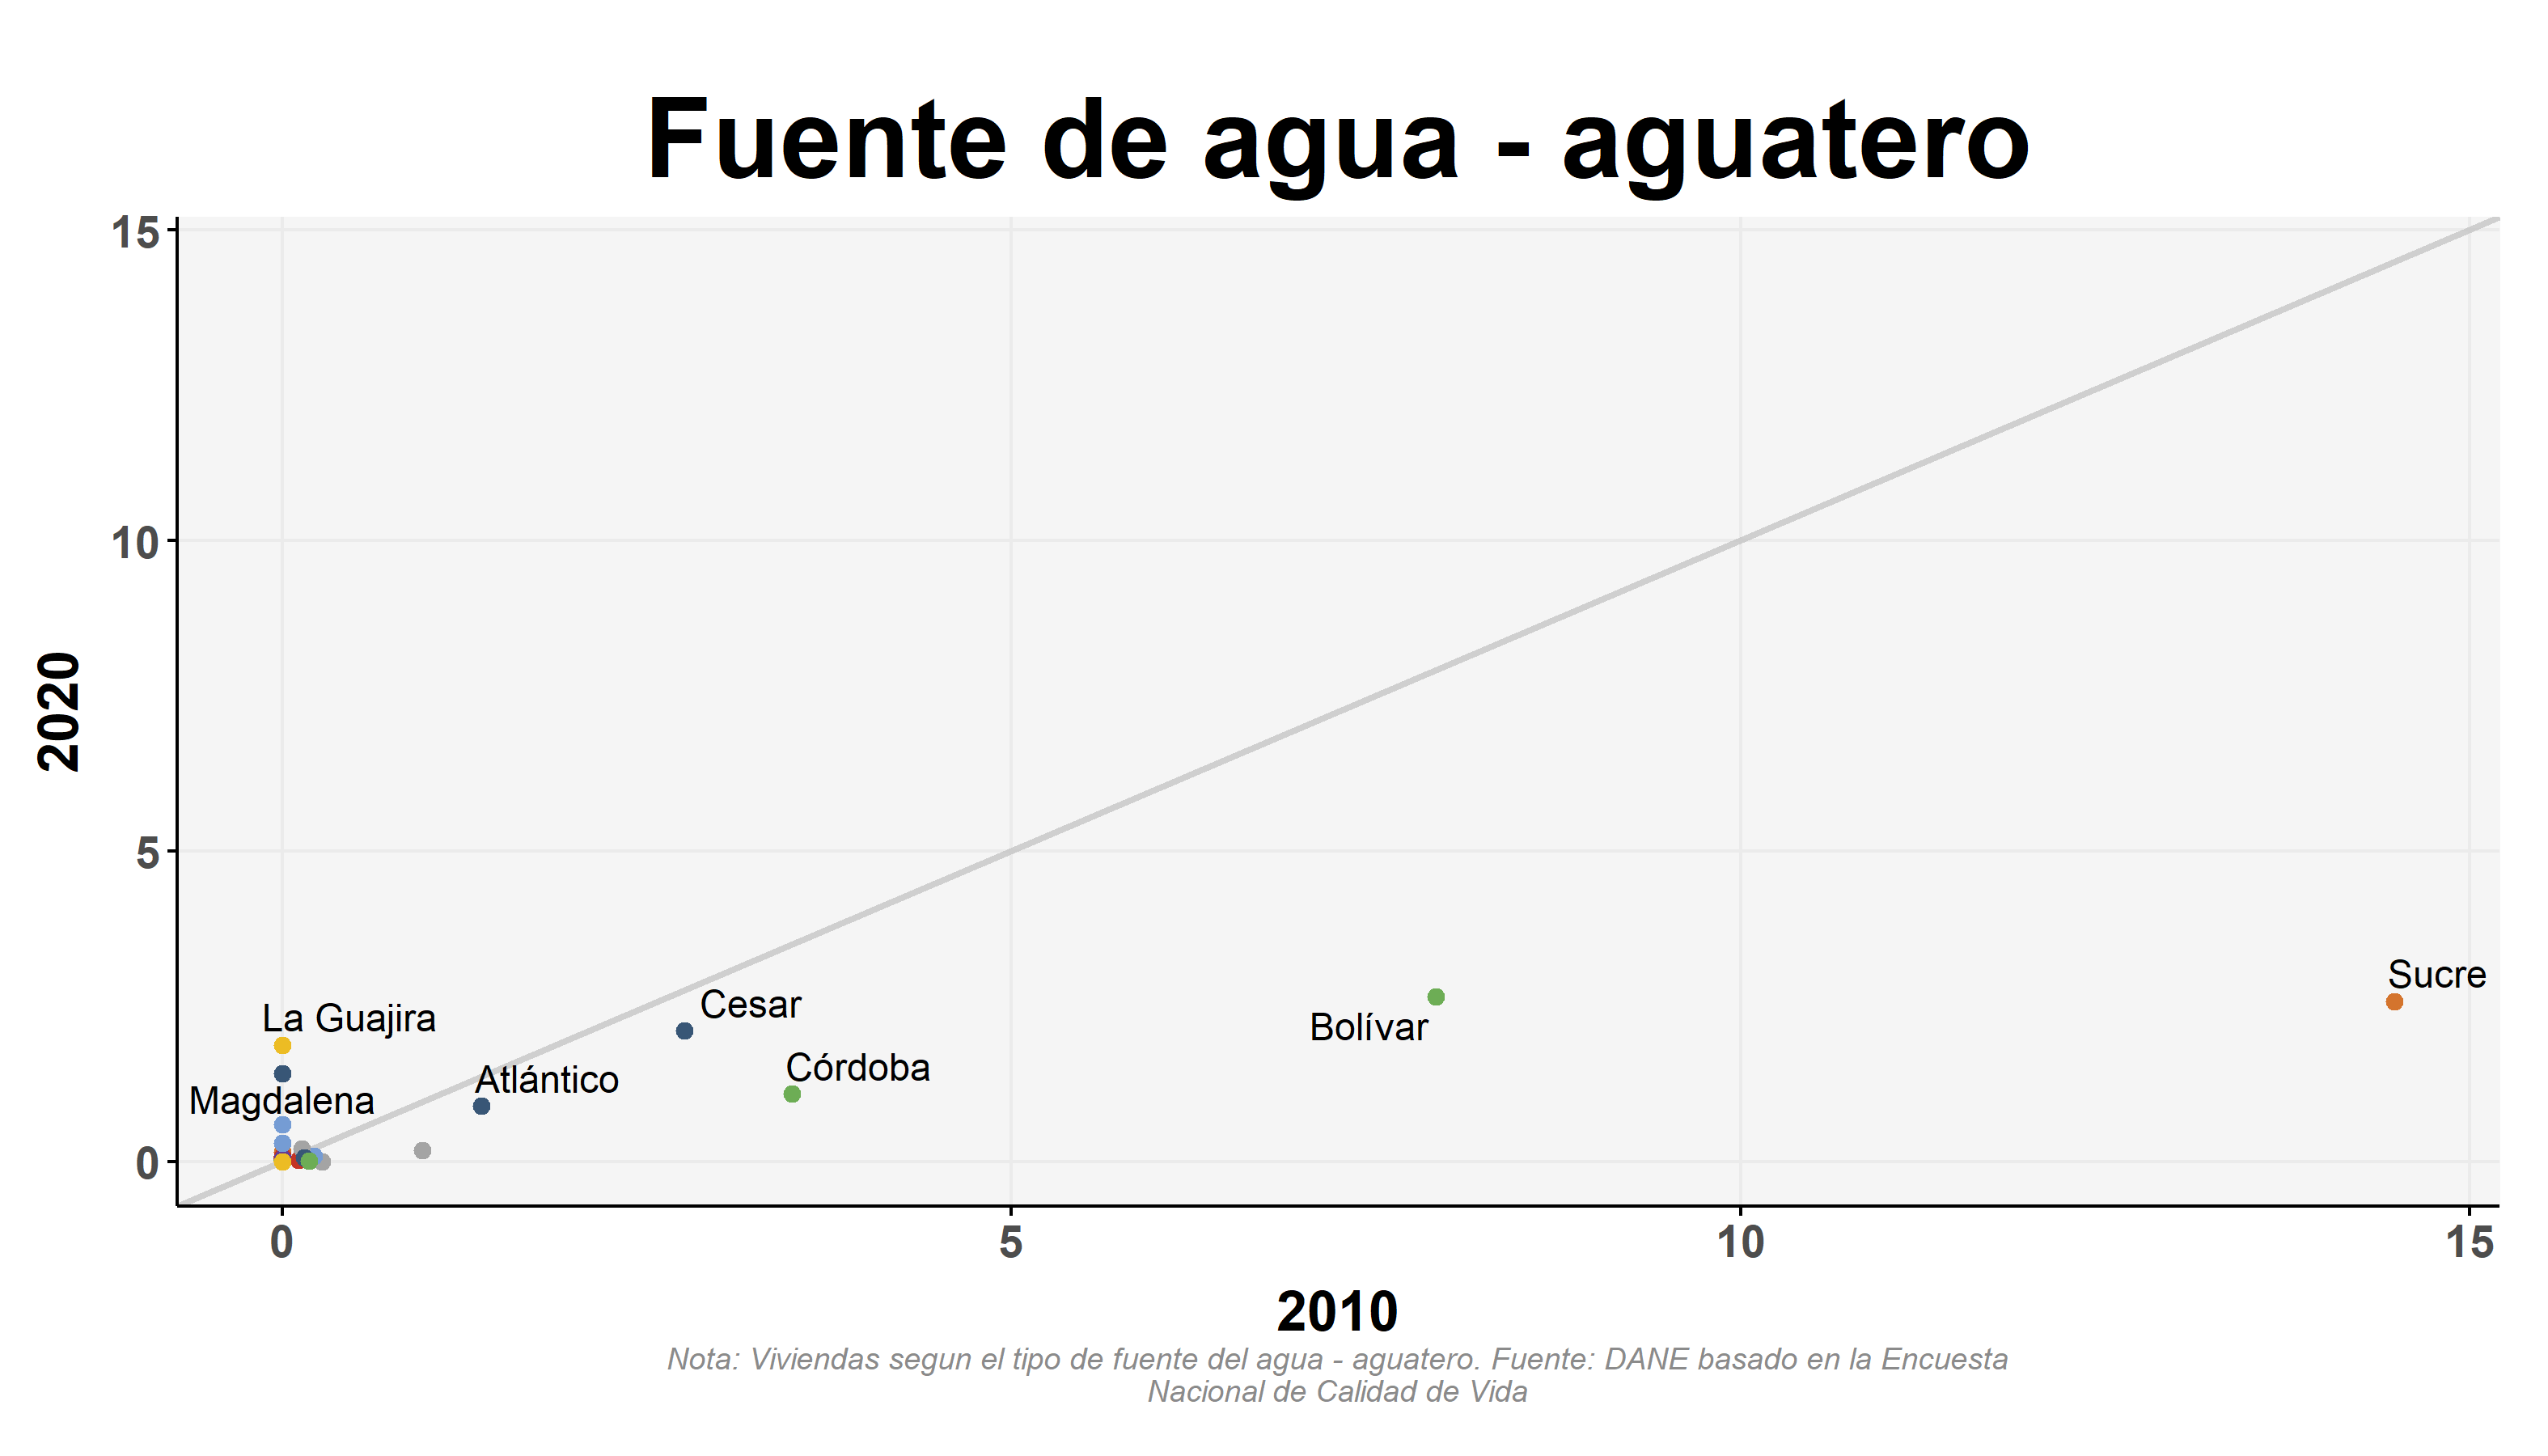 Fuente de agua - aguatero
15
10
5
0
2020
La Guajira
Magdalena
Atlántico
Cesar
Córdoba
Bolívar
Sucre
0
5
10
15
2010
Nota: Viviendas segun el tipo de fuente del agua - aguatero. Fuente: DANE basado en la Encuesta
Nacional de Calidad de Vida